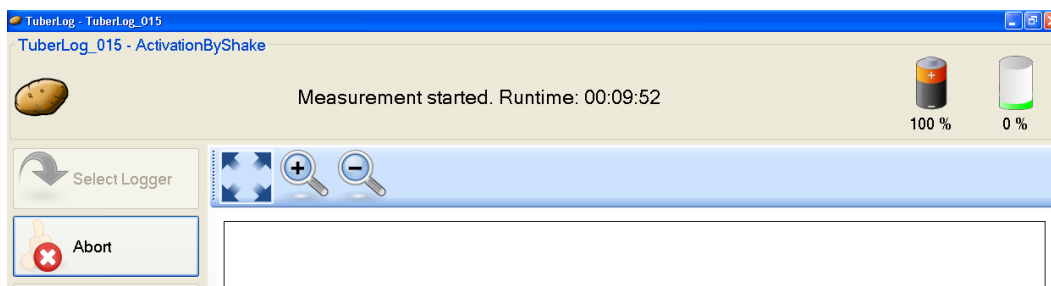 TuberLog - TuberLog_015
TuberLog_015 - ActivationByShake
Measurement started. Runtime: 00:09:52
100 %
0 %
Select Logger
Abort